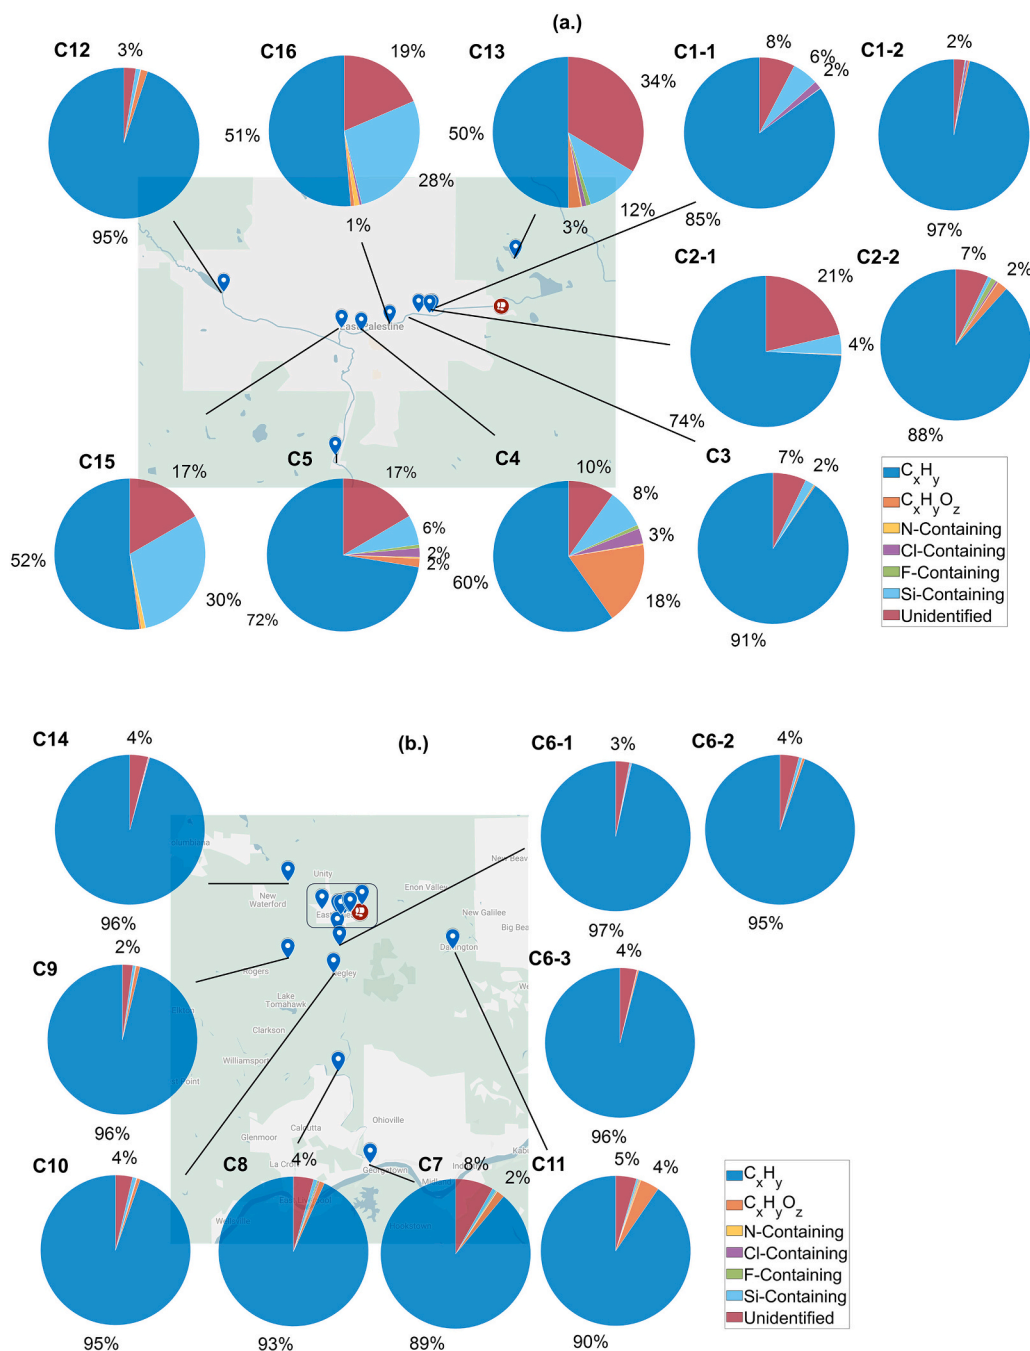 (a.)
C12
3%
95%
C16
19%
51%
28%
1%
C13
34%
50%
12%
3%
C1-1
8%
6%
2%
85%
C1-2
2%
97%
C2-1
21%
4%
74%
C2-2
7%
2%
88%
East Palestine
C15
17%
52%
30%
C5
17%
6%
2%
2%
72%
C4
10%
8%
3%
18%
60%
C3
7%
2%
91%
CxHy
CxHyOz
N-Containing
Cl-Containing
F-Containing
Si-Containing
Unidentified
(b.)
C14
4%
96%
C6-1
3%
97%
C6-2
4%
95%
Unity
New
Waterford
Enon Valley
New Galilee
Darlington
Rogers
Negley
Lake
Tomahawk
Clarkson
Williamsport
Calcutta
Glenmoor
Ohioville
Georgetown
C9
2%
96%
C6-3
4%
96%
C10
4%
95%
C8
4%
93%
C7
8%
2%
89%
C11
5%
4%
90%
CxHy
CxHyOz
N-Containing
Cl-Containing
F-Containing
Si-Containing
Unidentified